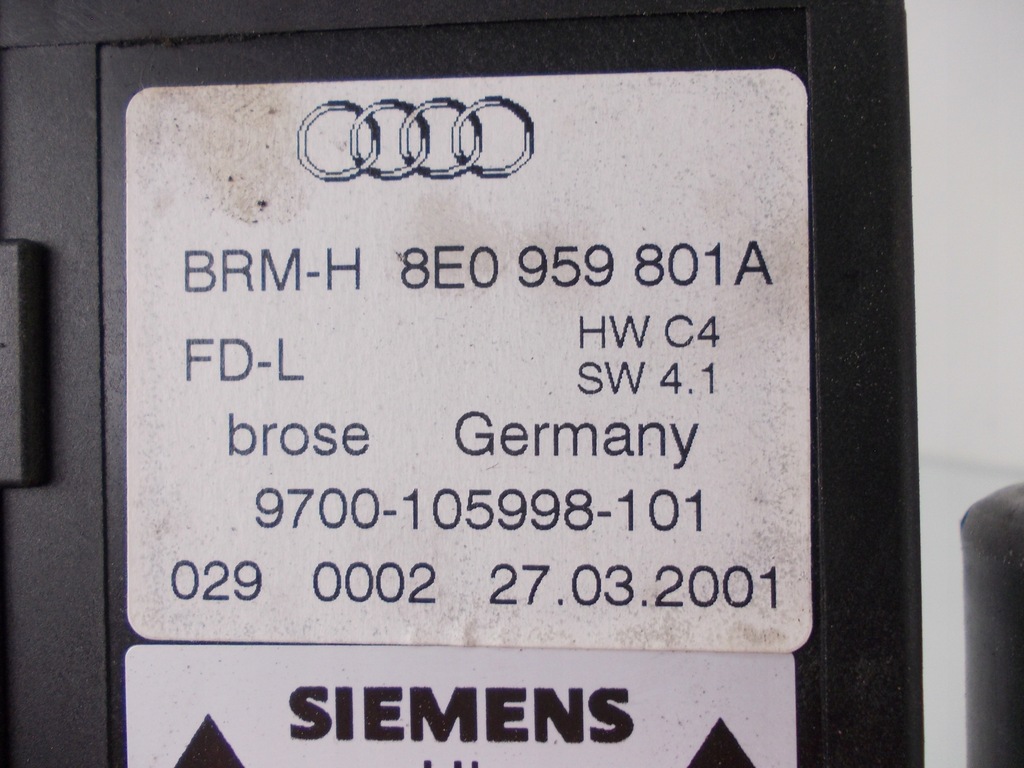 BRM-H 8E0 959 801A
FD-L HW C4
SW 4.1
brose Germany
9700-105998-101
029 0002 27.03.2001
SIEMENS